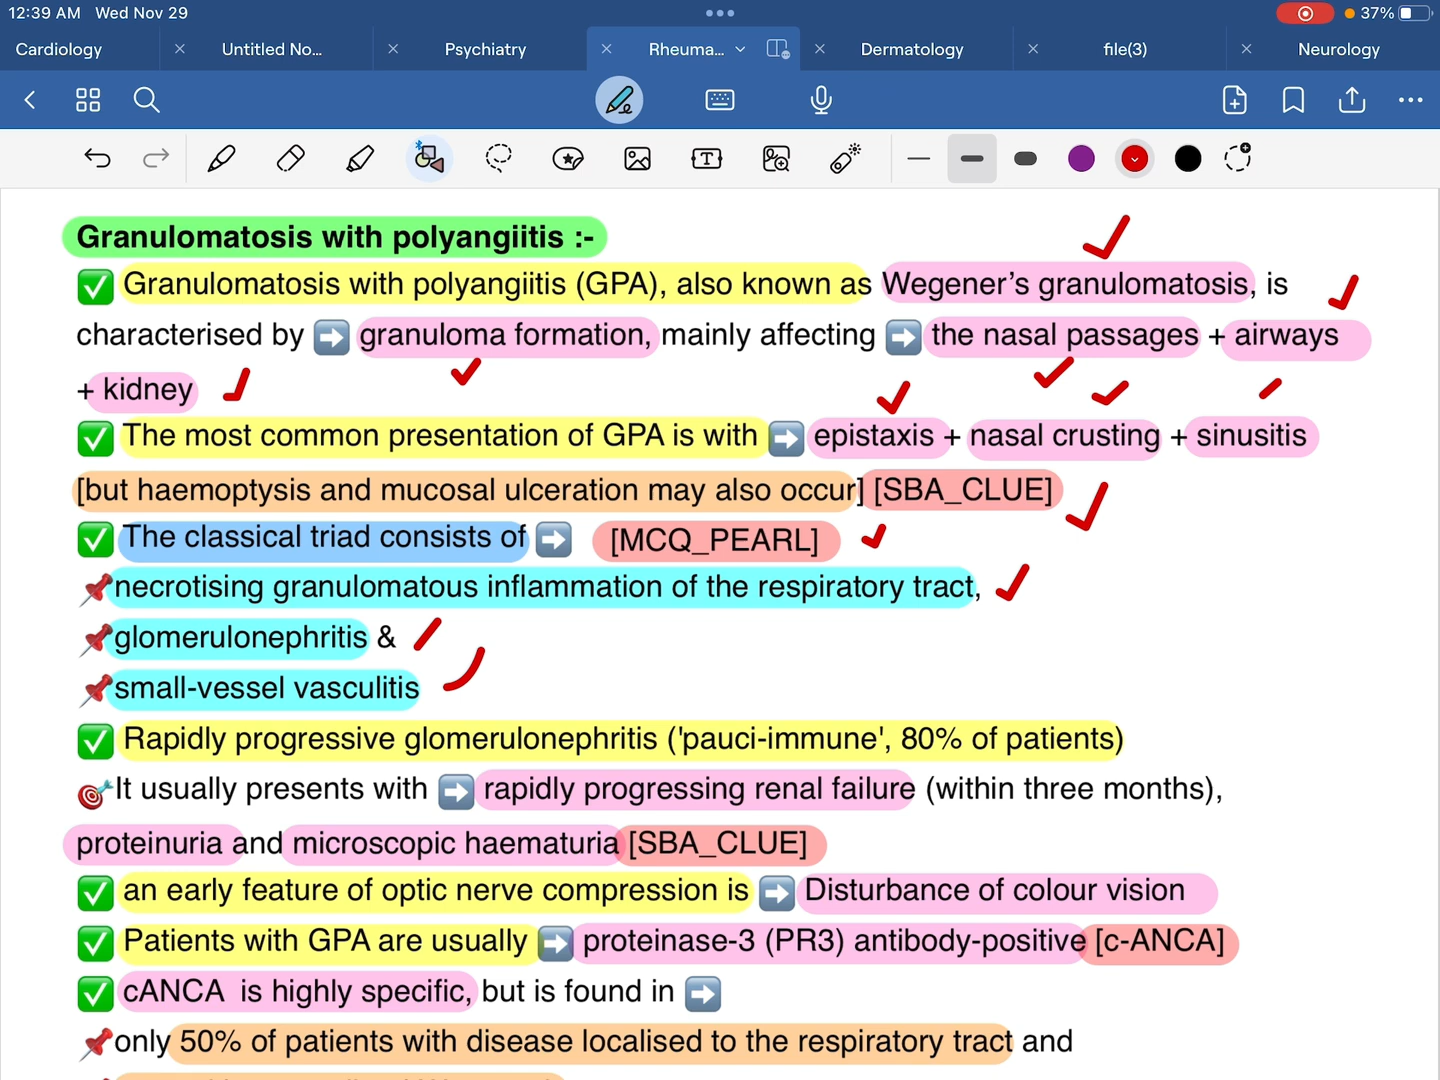 12:39 AM Wed Nov 29
37%
Cardiology
Untitled No...
Psychiatry
Rheuma...
Dermatology
file(3)
Neurology
Granulomatosis with polyangiitis :-
✅ Granulomatosis with polyangiitis (GPA), also known as Wegener’s granulomatosis, is
characterised by ➡️ granuloma formation, mainly affecting ➡️ the nasal passages + airways
+ kidney
✅ The most common presentation of GPA is with ➡️ epistaxis + nasal crusting + sinusitis
[but haemoptysis and mucosal ulceration may also occur] [SBA_CLUE]
✅ The classical triad consists of ➡️ [MCQ_PEARL]
📌necrotising granulomatous inflammation of the respiratory tract,
📌glomerulonephritis &
📌small-vessel vasculitis
✅ Rapidly progressive glomerulonephritis ('pauci-immune', 80% of patients)
🎯It usually presents with ➡️ rapidly progressing renal failure (within three months),
proteinuria and microscopic haematuria [SBA_CLUE]
✅ an early feature of optic nerve compression is ➡️ Disturbance of colour vision
✅ Patients with GPA are usually ➡️ proteinase-3 (PR3) antibody-positive [c-ANCA]
✅ cANCA is highly specific, but is found in ➡️
📌only 50% of patients with disease localised to the respiratory tract and